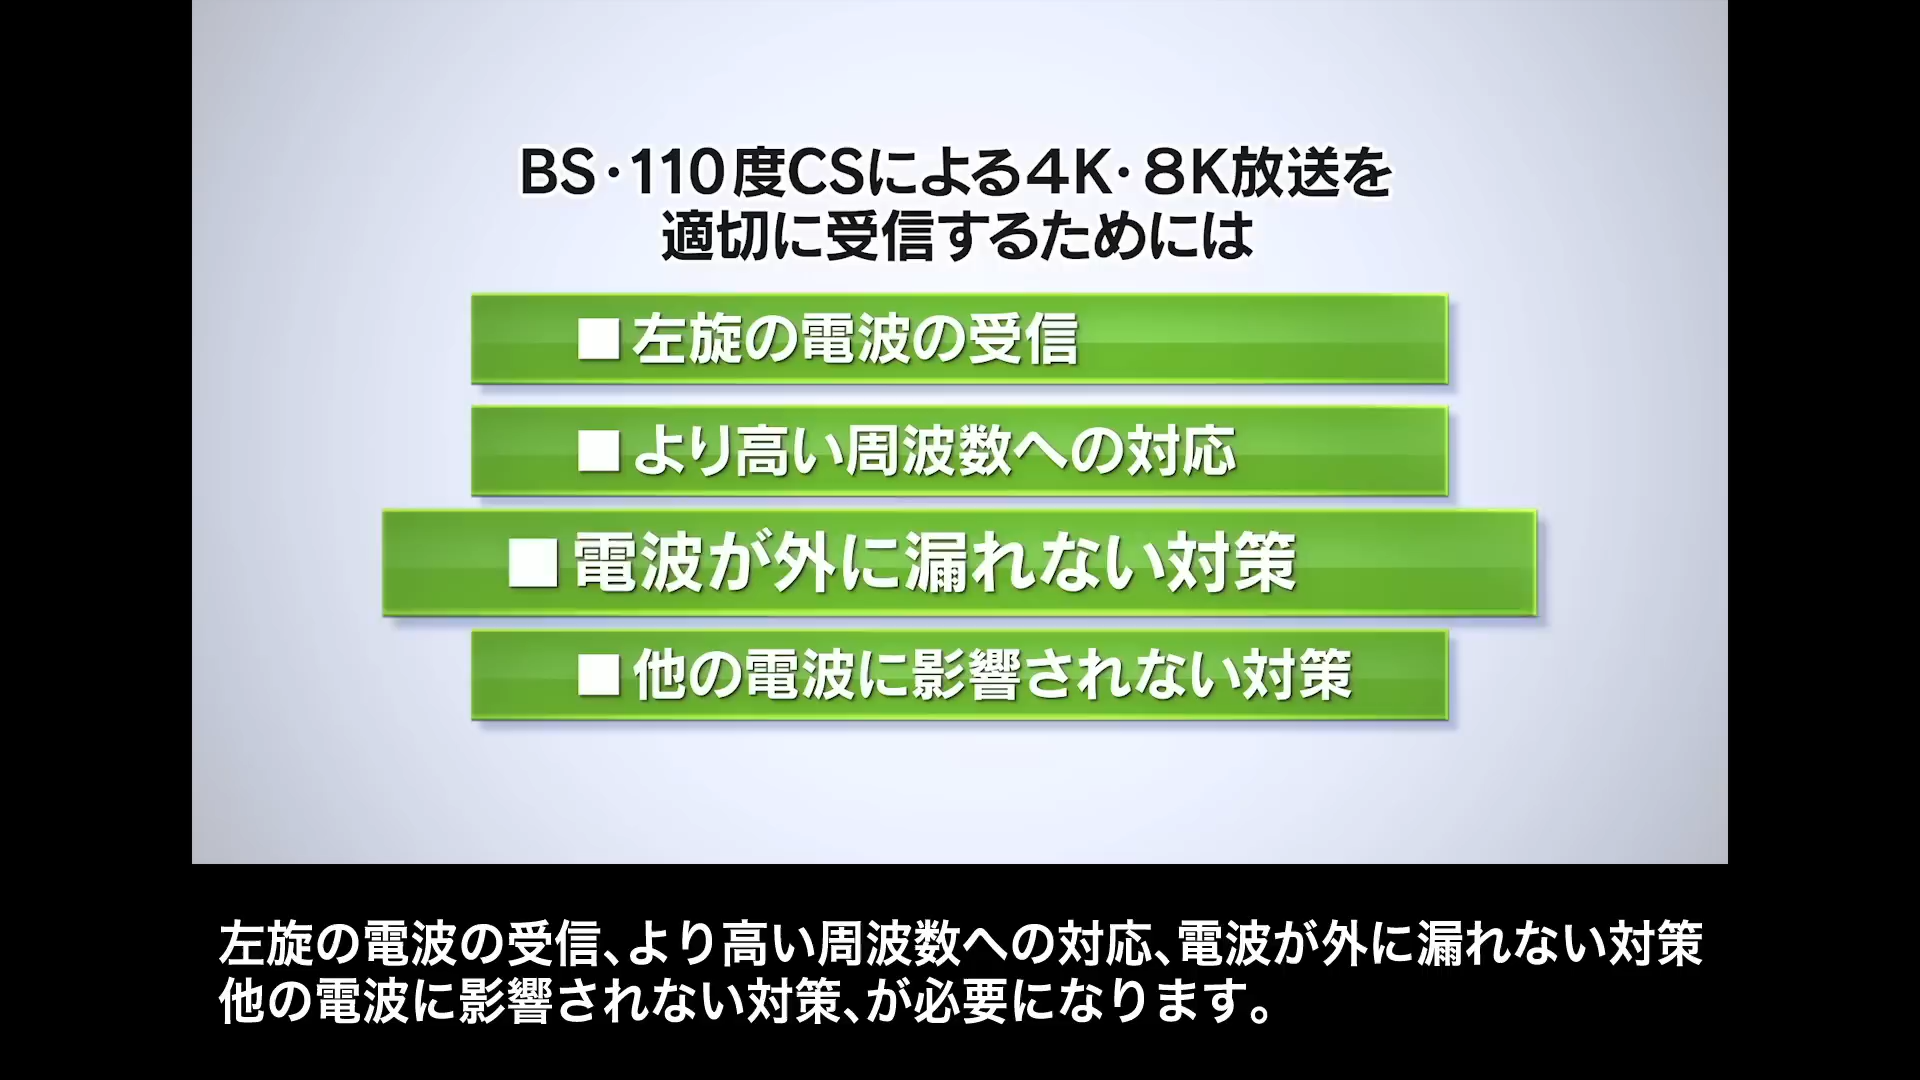 BS・110度CSによる4K・8K放送を
適切に受信するためには
■左旋の電波の受信
■より高い周波数への対応
■電波が外に漏れない対策
■他の電波に影響されない対策
左旋の電波の受信、より高い周波数への対応、電波が外に漏れない対策
他の電波に影響されない対策、が必要になります。